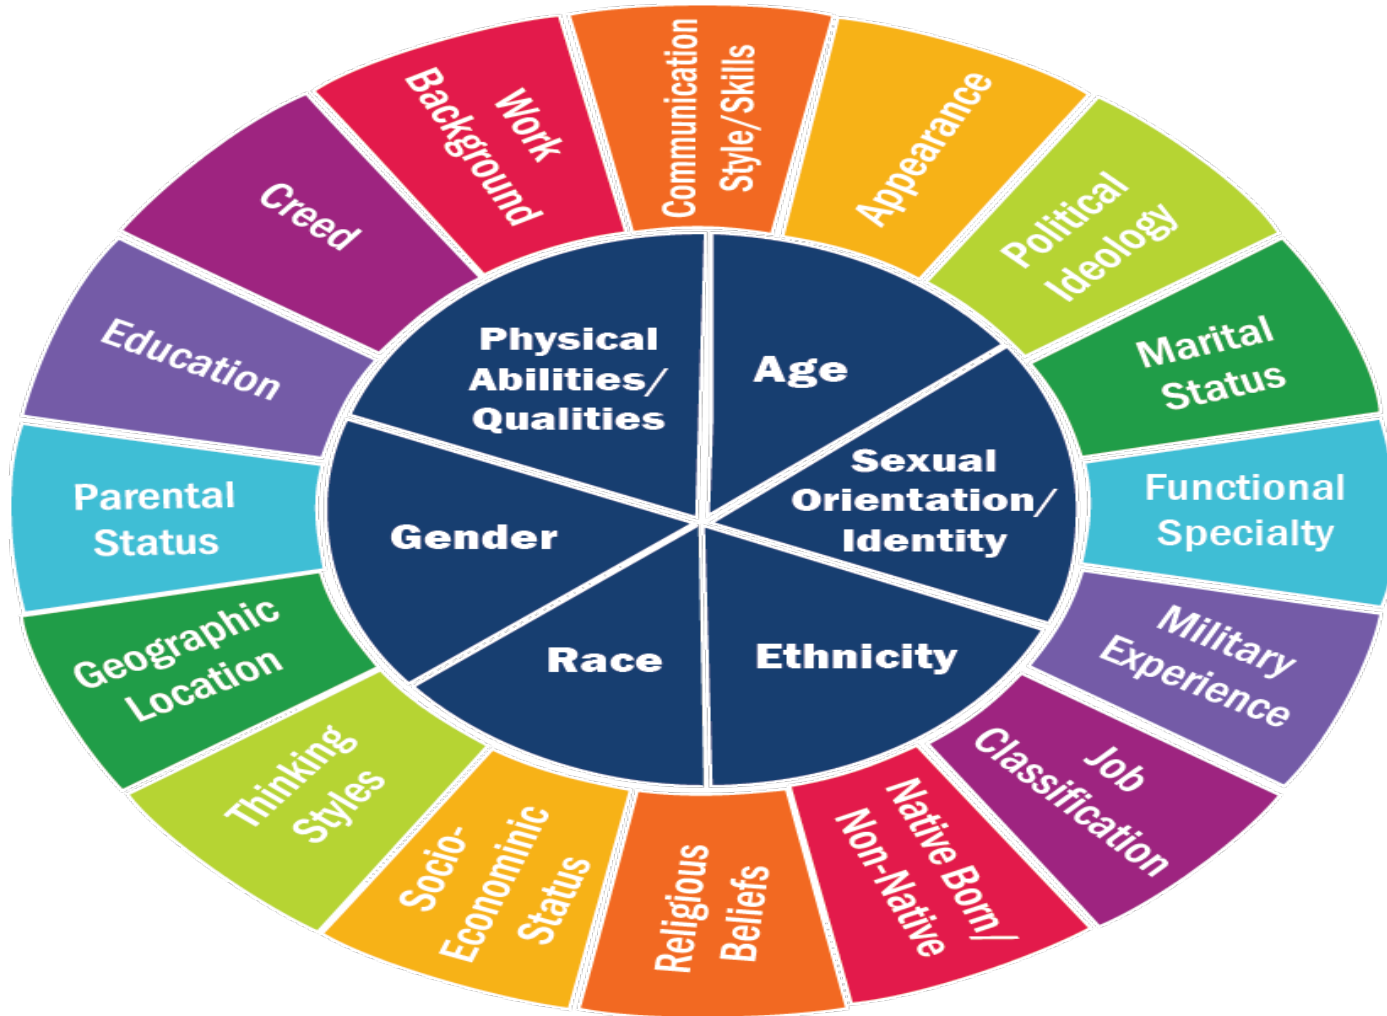 Communication
Style/Skills
Appearance
Political
Ideology
Marital
Status
Functional
Specialty
Military
Experience
Job
Classification
Native Born/
Non-Native
Religious
Beliefs
Socio-
Econominic
Status
Thinking
Styles
Geographic
Location
Parental
Status
Education
Creed
Work
Background
Physical
Abilities/
Qualities
Age
Sexual
Orientation/
Identity
Ethnicity
Race
Gender